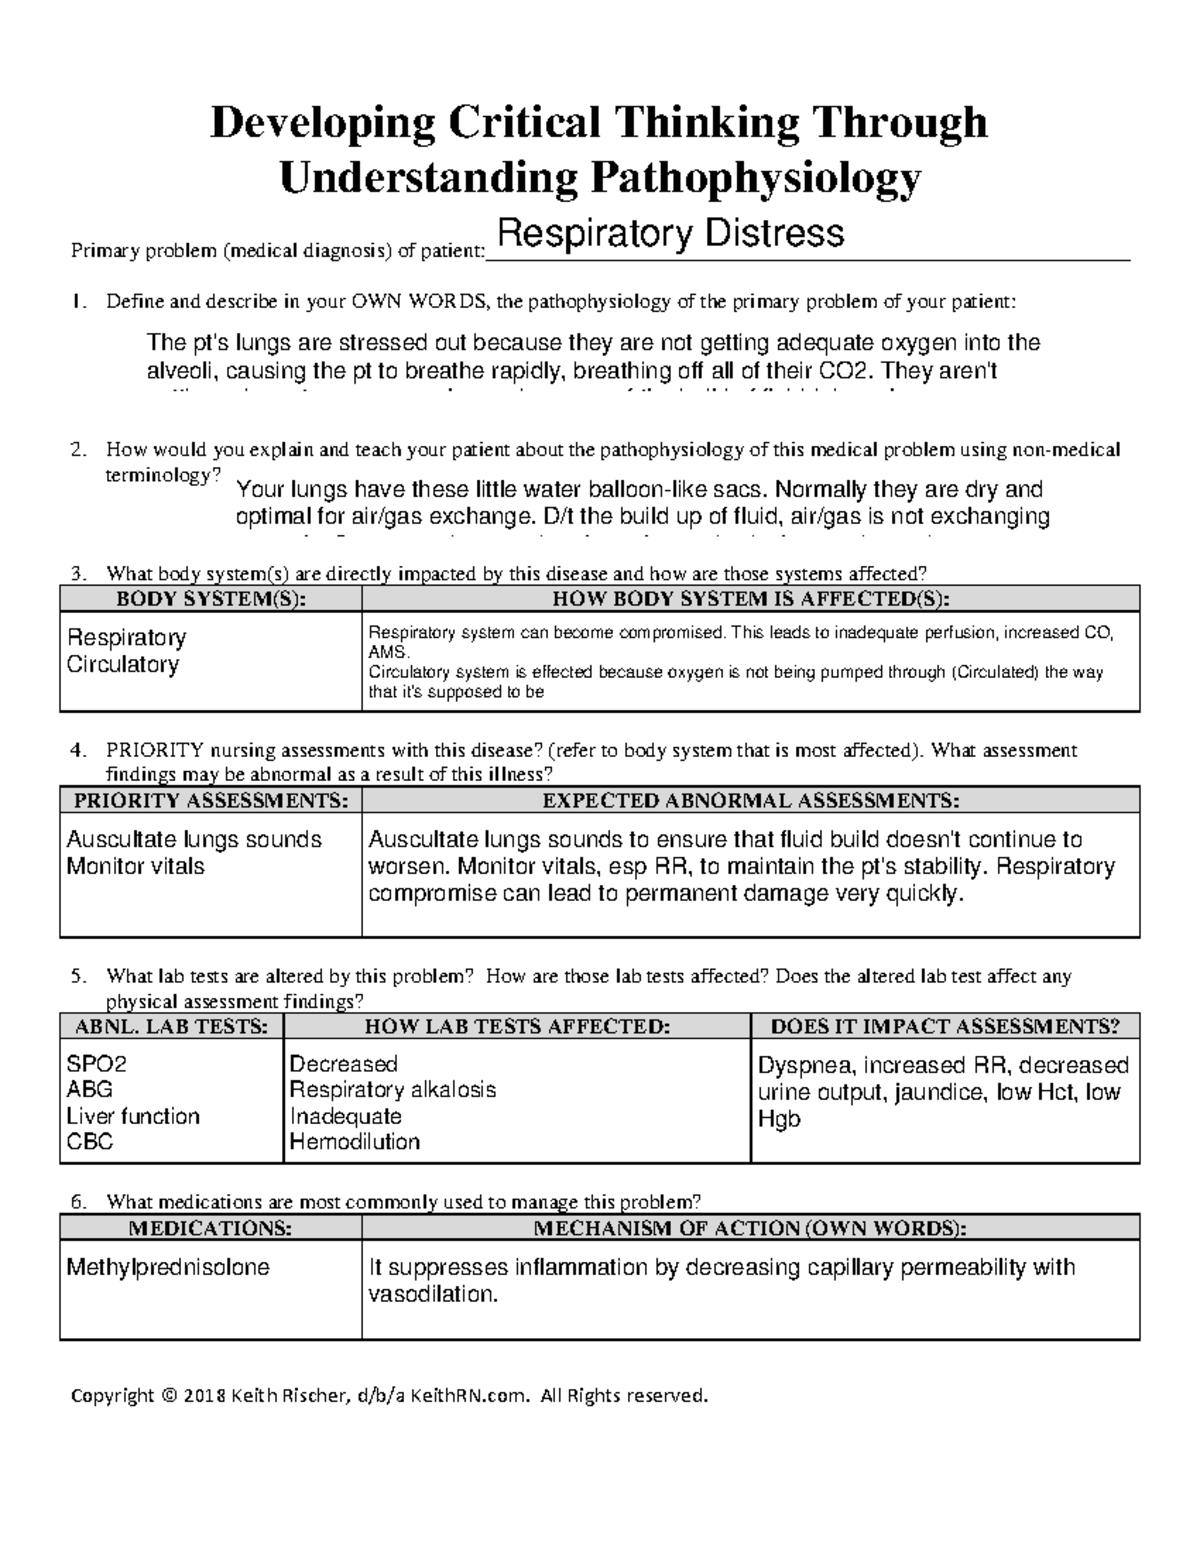 Developing Critical Thinking Through
Understanding Pathophysiology
Respiratory Distress
Primary problem (medical diagnosis) of patient:
1. Define and describe in your OWN WORDS, the pathophysiology of the primary problem of your patient:
The pt's lungs are stressed out because they are not getting adequate oxygen into the
alveoli, causing the pt to breathe rapidly, breathing off all of their CO2. They aren't
2. How would you explain and teach your patient about the pathophysiology of this medical problem using non-medical
terminology?
Your lungs have these little water balloon-like sacs. Normally they are dry and
optimal for air/gas exchange. D/t the build up of fluid, air/gas is not exchanging
3. What body system(s) are directly impacted by this disease and how are those systems affected?
BODY SYSTEM(S): HOW BODY SYSTEM IS AFFECTED(S):
Respiratory
Circulatory
Respiratory system can become compromised. This leads to inadequate perfusion, increased CO,
AMS.
Circulatory system is effected because oxygen is not being pumped through (Circulated) the way
that it's supposed to be
4. PRIORITY nursing assessments with this disease? (refer to body system that is most affected). What assessment
findings may be abnormal as a result of this illness?
PRIORITY ASSESSMENTS: EXPECTED ABNORMAL ASSESSMENTS:
Auscultate lungs sounds
Monitor vitals
Auscultate lungs sounds to ensure that fluid build doesn't continue to
worsen. Monitor vitals, esp RR, to maintain the pt's stability. Respiratory
compromise can lead to permanent damage very quickly.
5. What lab tests are altered by this problem? How are those lab tests affected? Does the altered lab test affect any
physical assessment findings?
ABNL. LAB TESTS: HOW LAB TESTS AFFECTED: DOES IT IMPACT ASSESSMENTS?
SPO2
ABG
Liver function
CBC
Decreased
Respiratory alkalosis
Inadequate
Hemodilution
Dyspnea, increased RR, decreased
urine output, jaundice, low Hct, low
Hgb
6. What medications are most commonly used to manage this problem?
MEDICATIONS: MECHANISM OF ACTION (OWN WORDS):
Methylprednisolone
It suppresses inflammation by decreasing capillary permeability with
vasodilation.
Copyright © 2018 Keith Rischer, d/b/a KeithRN.com. All Rights reserved.